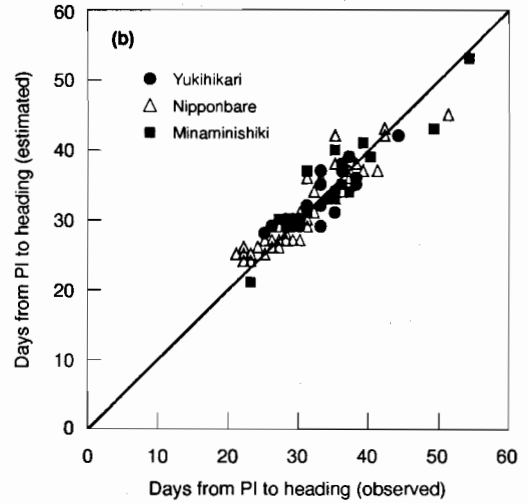 60
(b)
Yukihikari
Nipponbare
Minaminishiki
50
40
30
20
10
0
Days from PI to heading (estimated)
0 10 20 30 40 50 60
Days from PI to heading (observed)